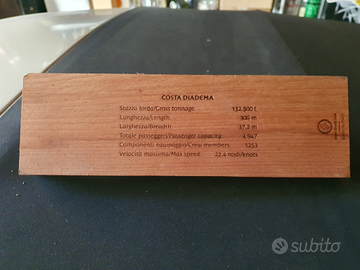 COSTA DIADEMA
Stazza lorda/Gross tonnage: 132.500 t
Lunghezza/Length: 306 m
Larghezza/Breadth: 37,2 m
Totale passeggeri/Passenger capacity: 4.947
Componenti equipaggio/Crew members: 1253
Velocità massima/Max speed: 22.4 nodi/knots
subito